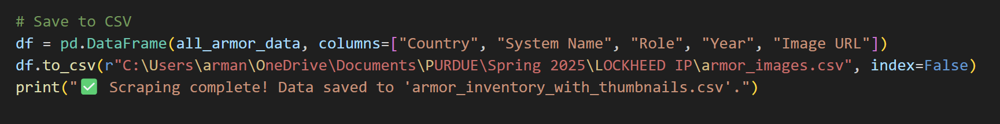 # Save to CSV
df = pd.DataFrame(all_armor_data, columns=["Country", "System Name", "Role", "Year", "Image URL"])
df.to_csv(r"C:\Users\arman\OneDrive\Documents\PURDUE\Spring 2025\LOCKHEED IP\armor_images.csv", index=False)
print("✅ Scraping complete! Data saved to 'armor_inventory_with_thumbnails.csv'.")